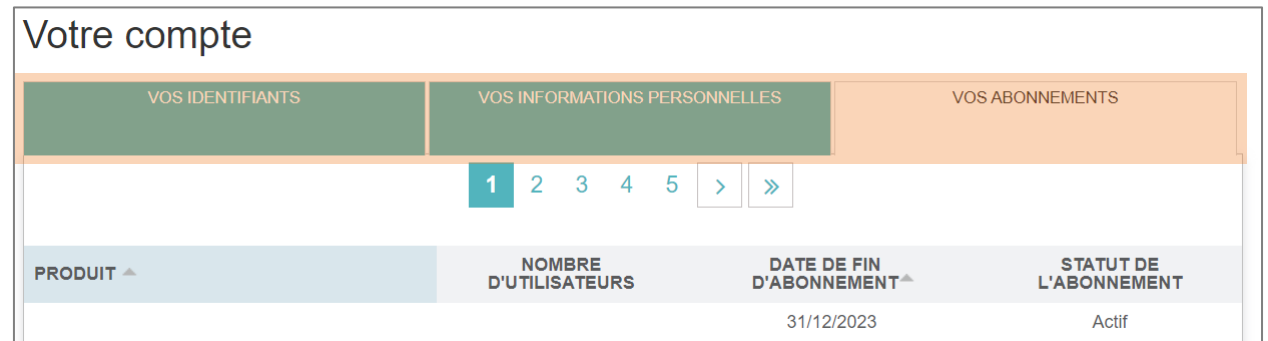 Votre compte
VOS IDENTIFIANTS VOS INFORMATIONS PERSONNELLES VOS ABONNEMENTS
1 2 3 4 5 > »
PRODUIT NOMBRE D'UTILISATEURS DATE DE FIN D'ABONNEMENT STATUT DE L'ABONNEMENT
31/12/2023 Actif